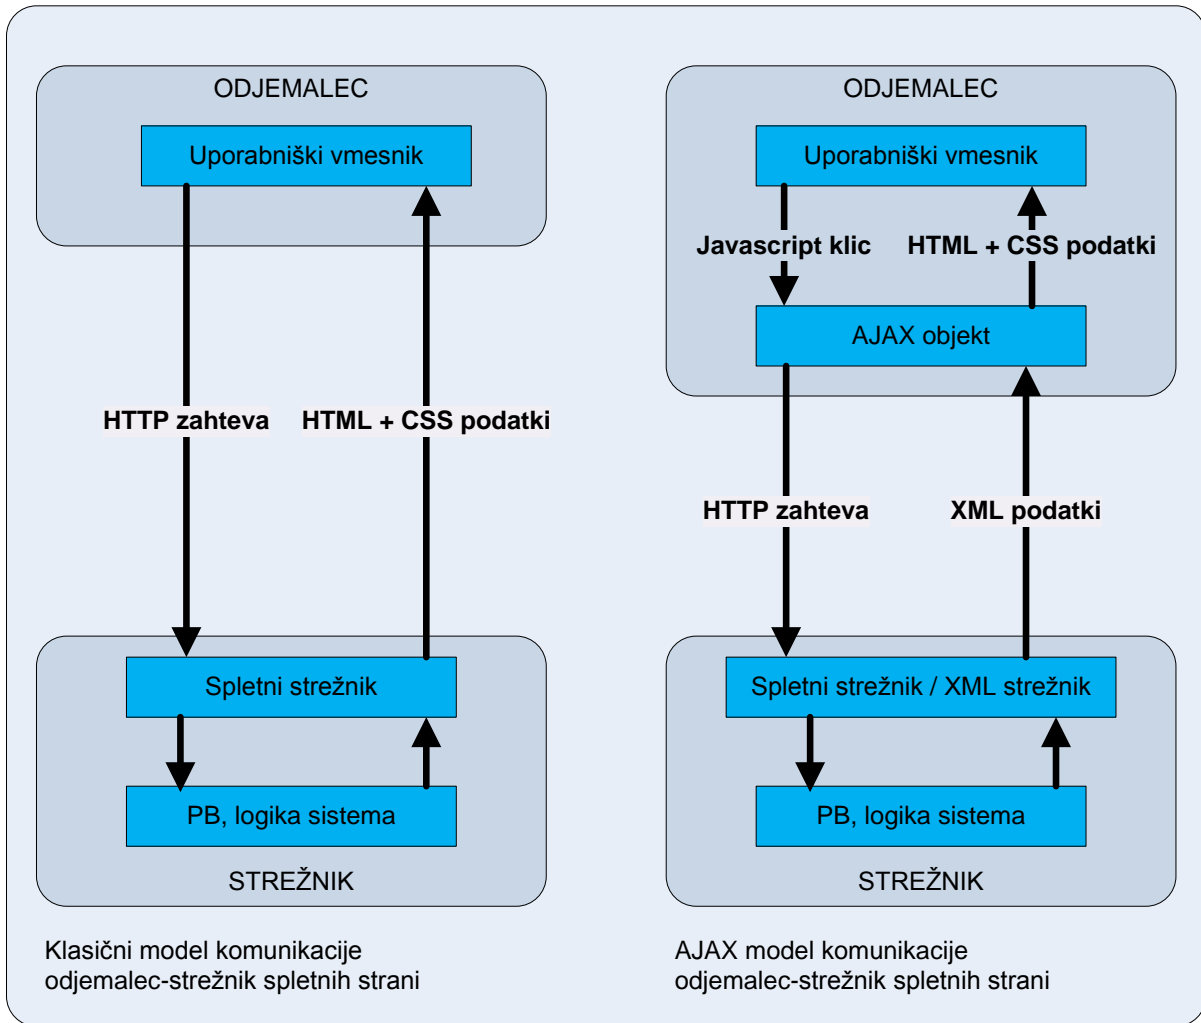 ODJEMALEC
Uporabniški vmesnik
HTTP zahteva
HTML + CSS podatki
Spletni strežnik
PB, logika sistema
STREŽNIK
Klasični model komunikacije
odjemalec-strežnik spletnih strani
ODJEMALEC
Uporabniški vmesnik
Javascript klic
HTML + CSS podatki
AJAX objekt
HTTP zahteva
XML podatki
Spletni strežnik / XML strežnik
PB, logika sistema
STREŽNIK
AJAX model komunikacije
odjemalec-strežnik spletnih strani